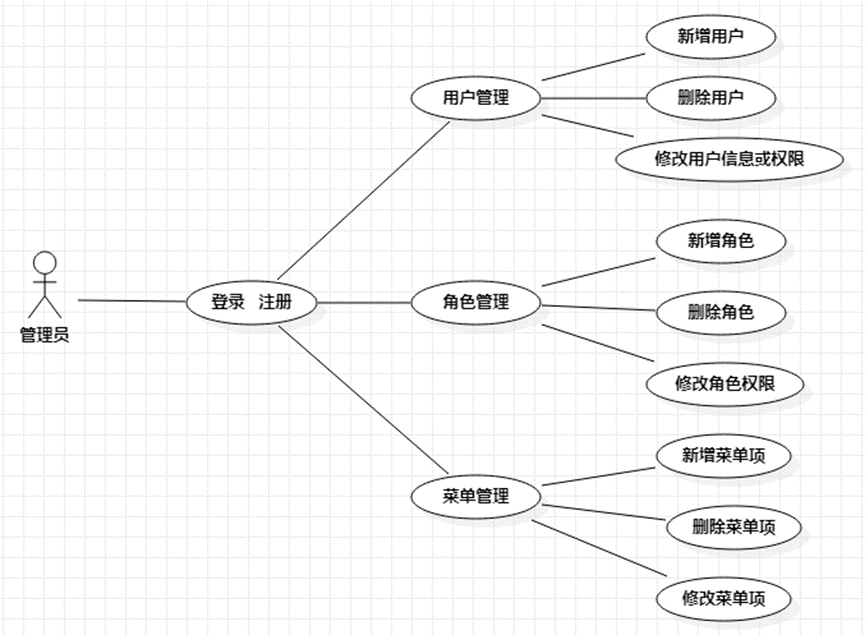 新增用户
用户管理
删除用户
修改用户信息或权限
新增角色
管理员
登录 注册
角色管理
删除角色
修改角色权限
新增菜单项
菜单管理
删除菜单项
修改菜单项